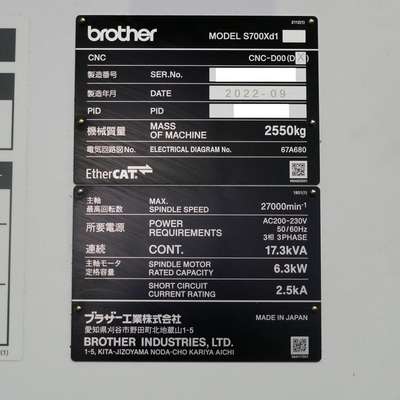 brother MODEL S700Xd1
CNC CNC-D00(DX)
製造番号 SER.No.
製造年月 DATE 2022-09
PID PID
機械質量 MASS OF MACHINE 2550kg
電気回路図No. ELECTRICAL DIAGRAM No. 67A680
EtherCAT
主軸最高回転数 MAX. SPINDLE SPEED 27000min⁻¹
所要電源 POWER REQUIREMENTS AC200-230V 50/60Hz 3相 3PHASE
連続 CONT. 17.3kVA
主軸モータ定格容量 SPINDLE MOTOR RATED CAPACITY 6.3kW
SHORT CIRCUIT CURRENT RATING 2.5kA
ブラザー工業株式会社 MADE IN JAPAN
愛知県刈谷市野田町北地蔵山1-5
BROTHER INDUSTRIES, LTD.
1-5, KITA-JIZOYAMA NODA-CHO KARIYA AICHI